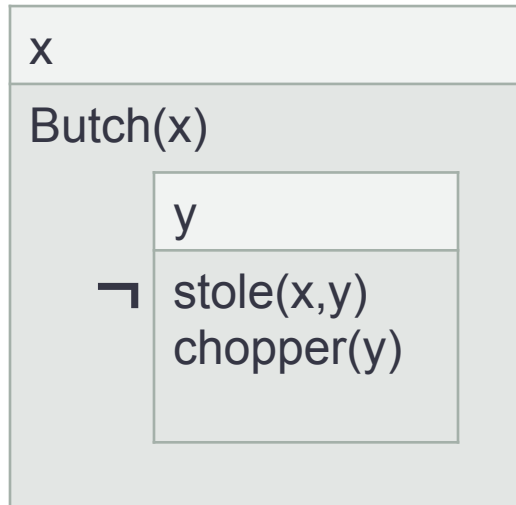 x
Butch(x)
y
¬ stole(x,y)
chopper(y)